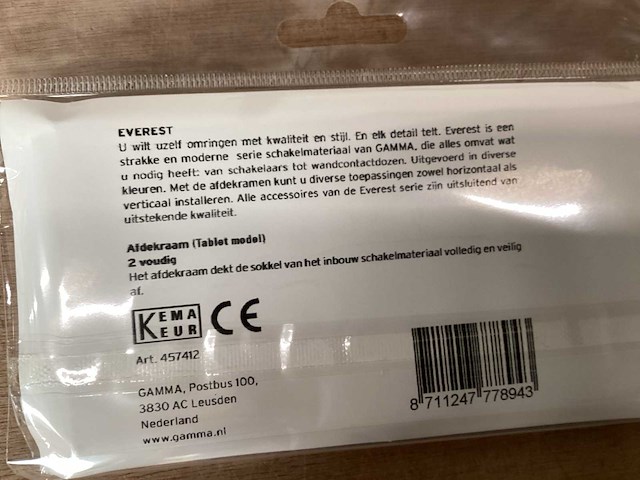 EVEREST
U wilt uzelf omringen met kwaliteit en stijl. En elk detail telt. Everest is een
strakke en moderne serie schakelmateriaal van GAMMA, die alles omvat wat
u nodig heeft: van schakelaars tot wandcontactdozen. Uitgevoerd in diverse
kleuren. Met de afdekramen kunt u diverse toepassingen zowel horizontaal als
verticaal installeren. Alle accessoires van de Everest serie zijn uitsluitend van
uitstekende kwaliteit.
Afdekraam (Tablet model)
2 voudig
Het afdekraam dekt de sokkel van het inbouw schakelmateriaal volledig en veilig
af.
KEMA
KEUR
CE
Art. 457412
GAMMA, Postbus 100,
3830 AC Leusden
Nederland
www.gamma.nl
8 711247 778943